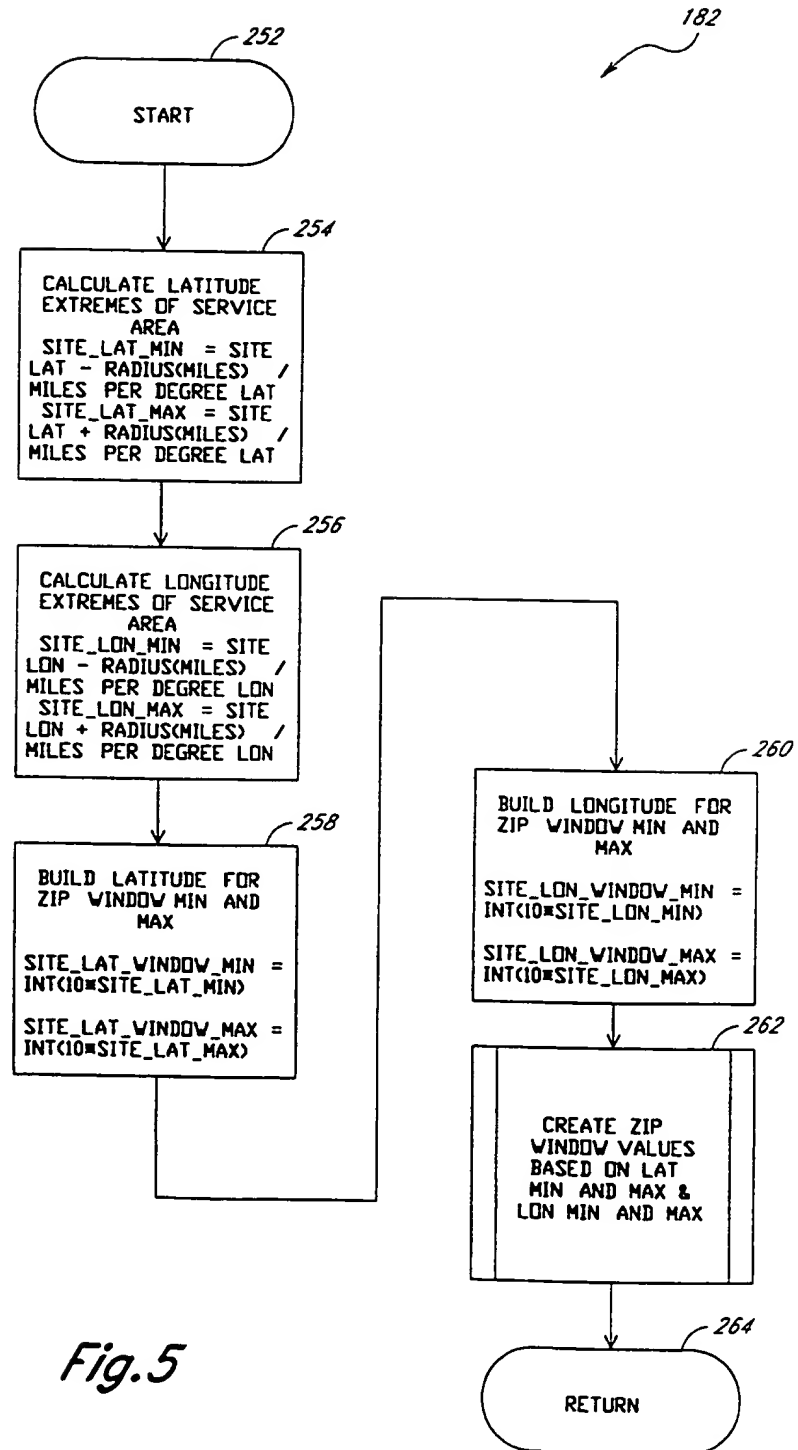 182
252
START
254
CALCULATE LATITUDE
EXTREMES OF SERVICE
AREA
SITE_LAT_MIN = SITE
LAT - RADIUS(MILES) /
MILES PER DEGREE LAT
SITE_LAT_MAX = SITE
LAT + RADIUS(MILES) /
MILES PER DEGREE LAT
256
CALCULATE LONGITUDE
EXTREMES OF SERVICE
AREA
SITE_LON_MIN = SITE
LON - RADIUS(MILES) /
MILES PER DEGREE LON
SITE_LON_MAX = SITE
LON + RADIUS(MILES) /
MILES PER DEGREE LON
258
BUILD LATITUDE FOR
ZIP WINDOW MIN AND
MAX
SITE_LAT_WINDOW_MIN =
INT(10*SITE_LAT_MIN)
SITE_LAT_WINDOW_MAX =
INT(10*SITE_LAT_MAX)
260
BUILD LONGITUDE FOR
ZIP WINDOW MIN AND
MAX
SITE_LON_WINDOW_MIN =
INT(10*SITE_LON_MIN)
SITE_LON_WINDOW_MAX =
INT(10*SITE_LON_MAX)
262
CREATE ZIP
WINDOW VALUES
BASED ON LAT
MIN AND MAX &
LON MIN AND MAX
264
RETURN
Fig.5